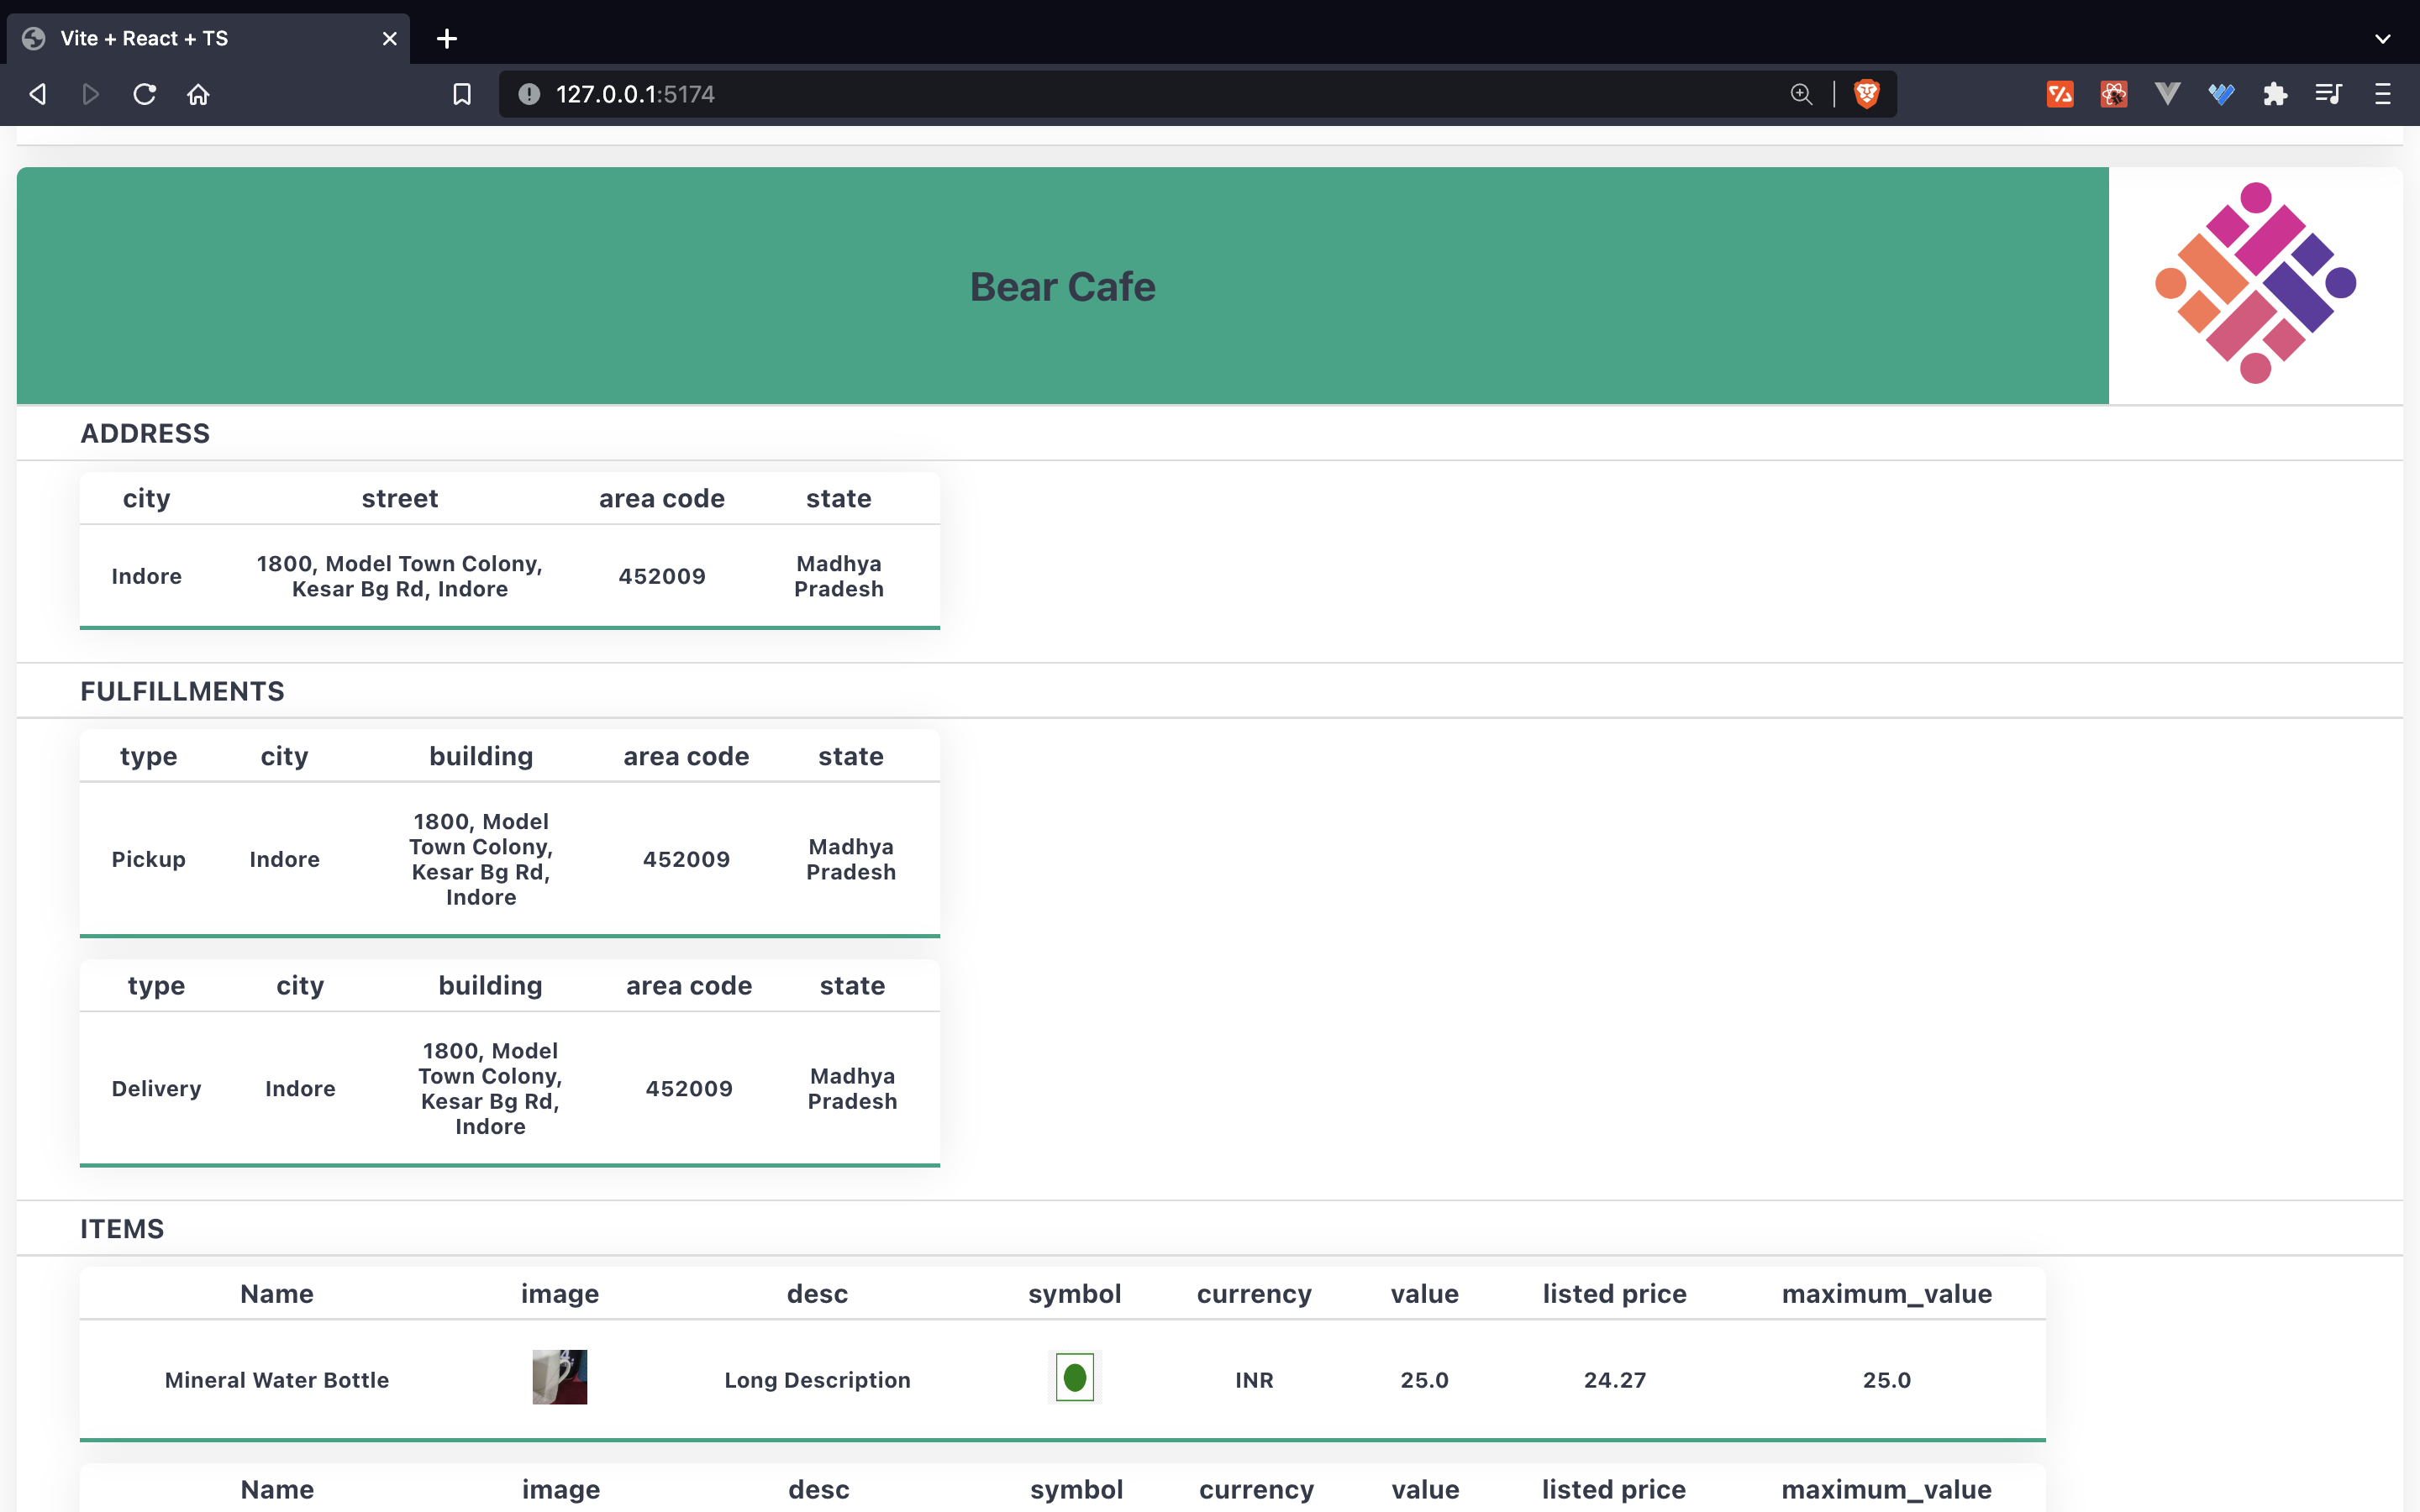 Vite + React + TS
127.0.0.1:5174
Bear Cafe
ADDRESS
city street area code state
Indore 1800, Model Town Colony, Kesar Bg Rd, Indore 452009 Madhya Pradesh
FULFILLMENTS
type city building area code state
Pickup Indore 1800, Model Town Colony, Kesar Bg Rd, Indore 452009 Madhya Pradesh
type city building area code state
Delivery Indore 1800, Model Town Colony, Kesar Bg Rd, Indore 452009 Madhya Pradesh
ITEMS
Name image desc symbol currency value listed price maximum_value
Mineral Water Bottle Long Description INR 25.0 24.27 25.0
Name image desc symbol currency value listed price maximum_value